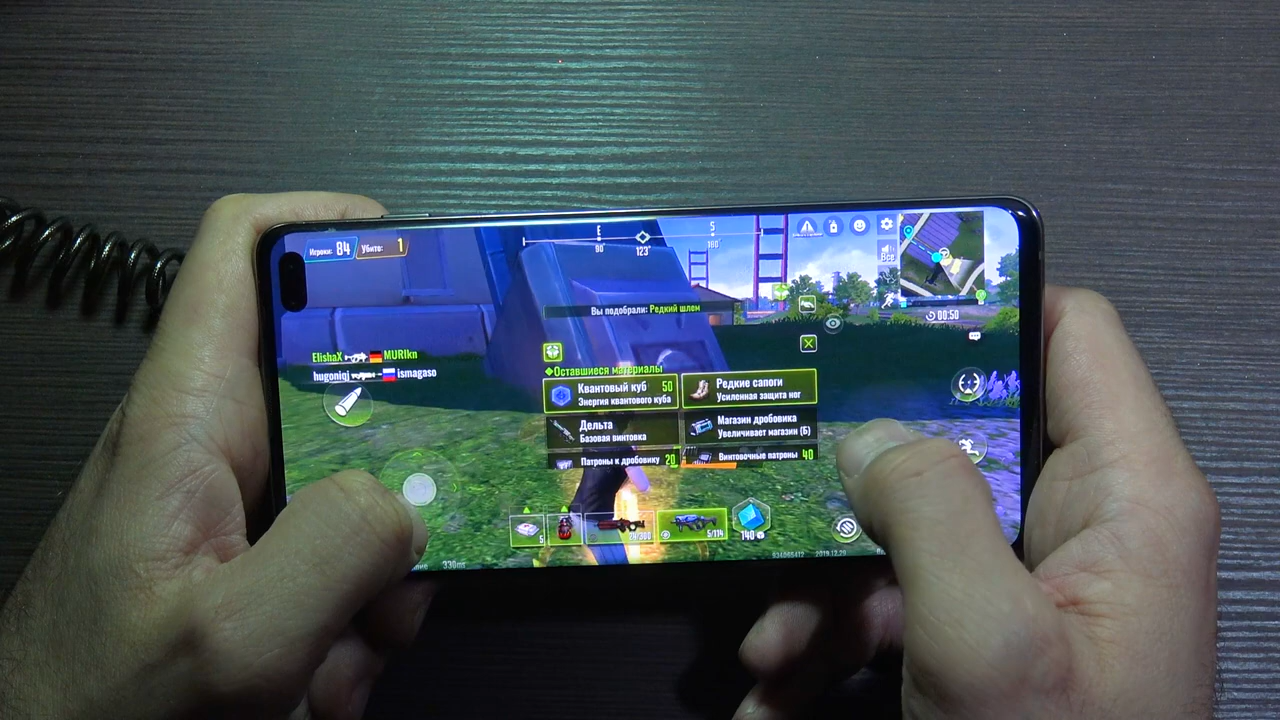 Игроки: 84 Убито: 1
E
90°
123°
S
180°
Все
00:50
Вы подобрали: Редкий шлем
ElishaX MURIkn
hugonigi ismagaso
Оставшиеся материалы
Квантовый куб 50
Энергия квантового куба
Редкие сапоги
Усиленная защита ног
Дельта
Базовая винтовка
Магазин дробовика
Увеличивает магазин (Б)
Патроны к дробовику 20
Винтовочные патроны 40
5
24/300
5/114
140
330ms
2019.12.29